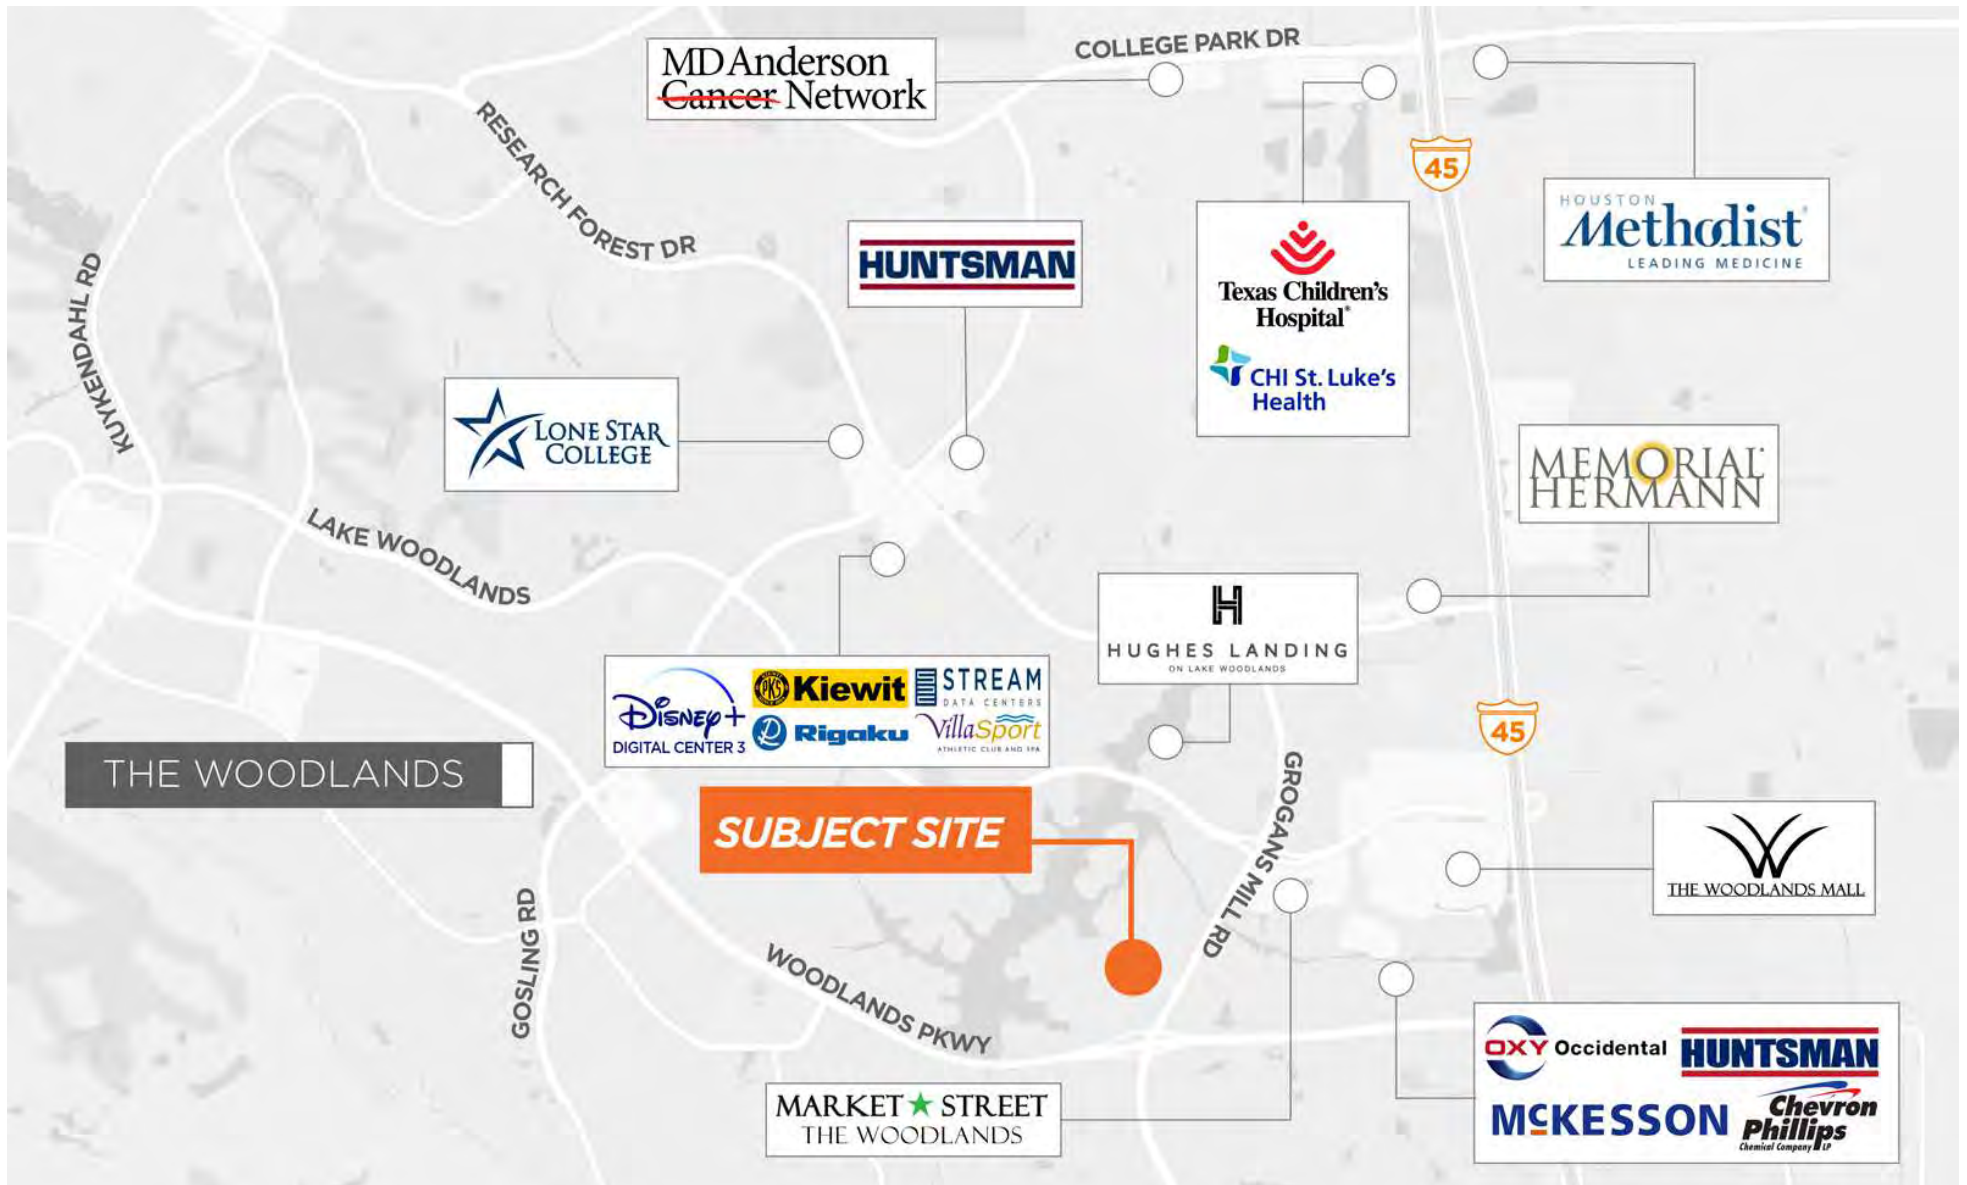 COLLEGE PARK DR
MD Anderson
Cancer Network
RESEARCH FOREST DR
45
HOUSTON
Methodist
LEADING MEDICINE
HUNTSMAN
Texas Children's
Hospital
CHI St. Luke's
Health
KUYKENDAHL RD
LONE STAR
COLLEGE
MEMORIAL
HERMANN
LAKE WOODLANDS
H
HUGHES LANDING
ON LAKE WOODLANDS
Disney+
DIGITAL CENTER 3
PKS Kiewit
STREAM
DATA CENTERS
R Rigaku
VillaSport
ATHLETIC CLUB AND SPA
45
THE WOODLANDS
SUBJECT SITE
GROGANS MILL RD
W
THE WOODLANDS MALL
GOSLING RD
WOODLANDS PKWY
MARKET STREET
THE WOODLANDS
OXY Occidental
HUNTSMAN
McKESSON
Chevron
Phillips
Chemical Company LP